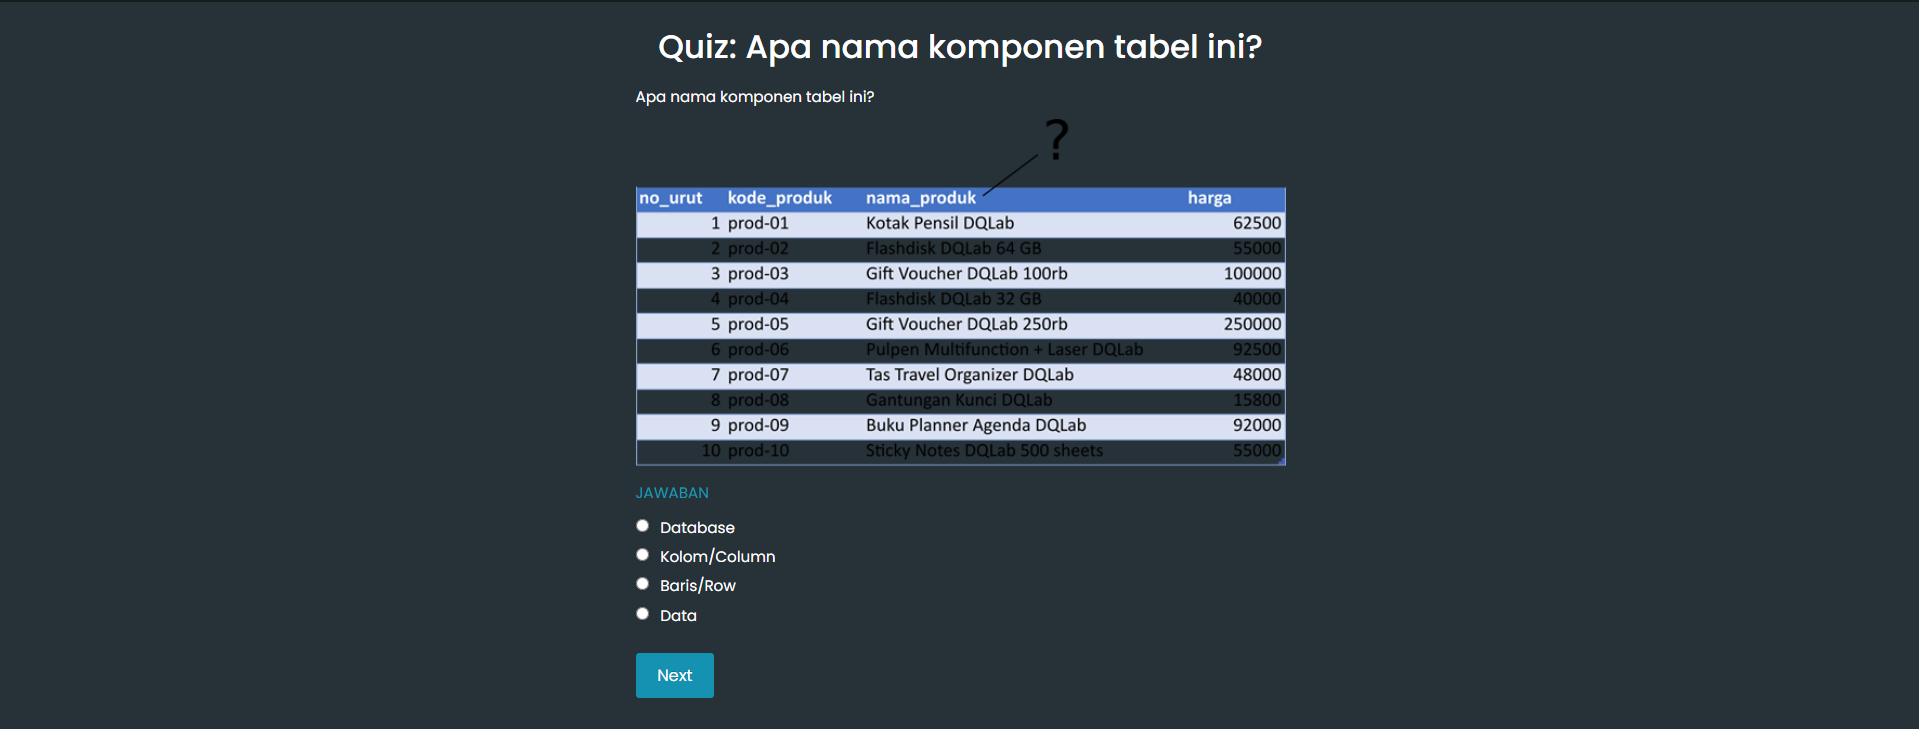 Quiz: Apa nama komponen tabel ini?
Apa nama komponen tabel ini?
?
no_urut kode_produk nama_produk harga
1 prod-01 Kotak Pensil DQLab 62500
2 prod-02 Flashdisk DQLab 64 GB 55000
3 prod-03 Gift Voucher DQLab 100rb 100000
4 prod-04 Flashdisk DQLab 32 GB 40000
5 prod-05 Gift Voucher DQLab 250rb 250000
6 prod-06 Pulpen Multifunction + Laser DQLab 92500
7 prod-07 Tas Travel Organizer DQLab 48000
8 prod-08 Gantungan Kunci DQLab 15800
9 prod-09 Buku Planner Agenda DQLab 92000
10 prod-10 Sticky Notes DQLab 500 sheets 55000
JAWABAN
Database
Kolom/Column
Baris/Row
Data
Next